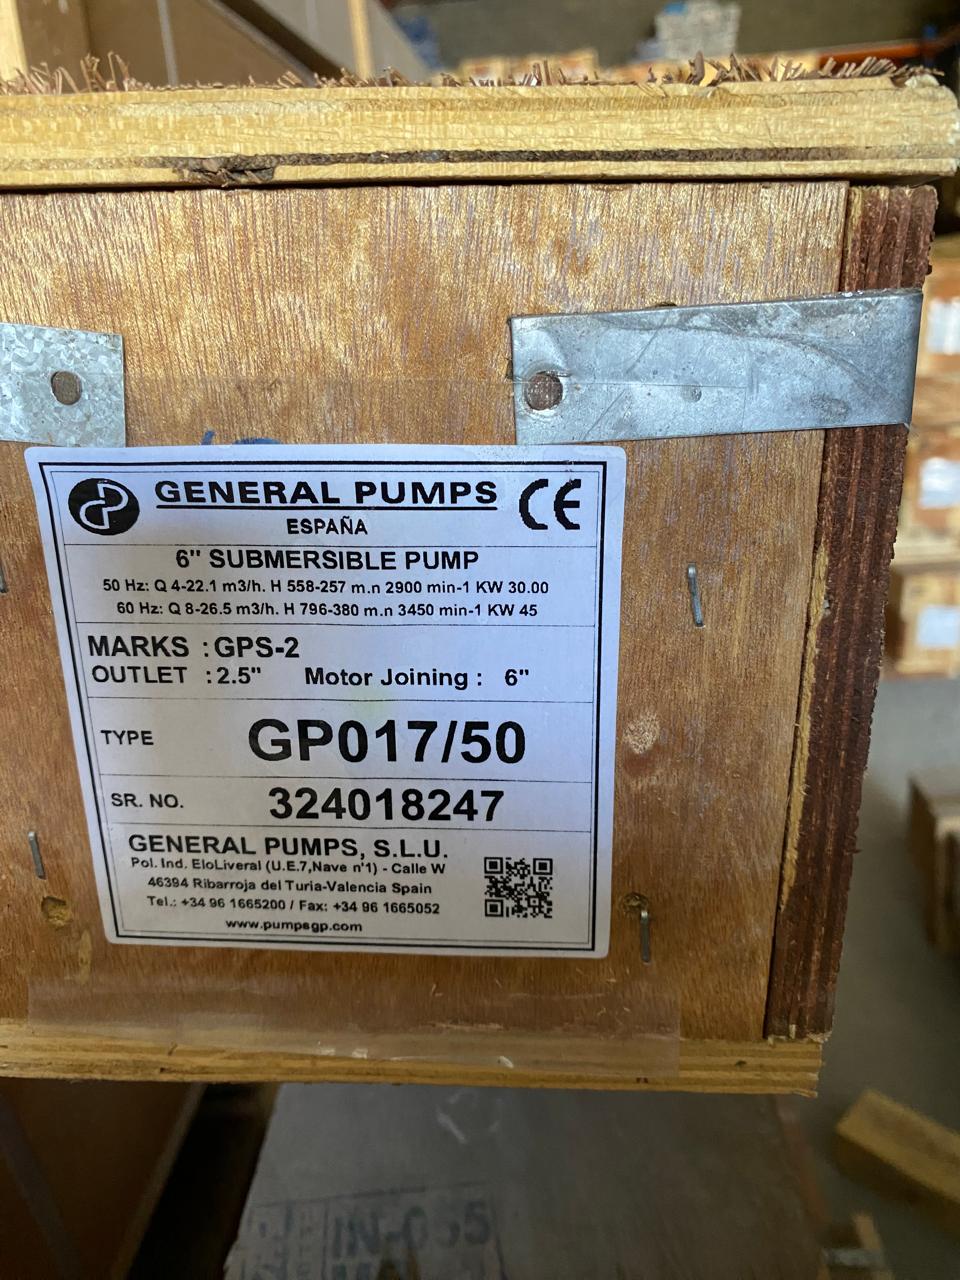 GENERAL PUMPS
ESPAÑA
CE
6" SUBMERSIBLE PUMP
50 Hz: Q 4-22.1 m3/h. H 558-257 m.n 2900 min-1 KW 30.00
60 Hz: Q 8-26.5 m3/h. H 796-380 m.n 3450 min-1 KW 45
MARKS : GPS-2
OUTLET : 2.5" Motor Joining : 6"
TYPE GP017/50
SR. NO. 324018247
GENERAL PUMPS, S.L.U.
Pol. Ind. EloLiveral (U.E.7,Nave n'1) - Calle W
46394 Ribarroja del Turia-Valencia Spain
Tel.: +34 96 1665200 / Fax: +34 96 1665052
www.pumpsgp.com